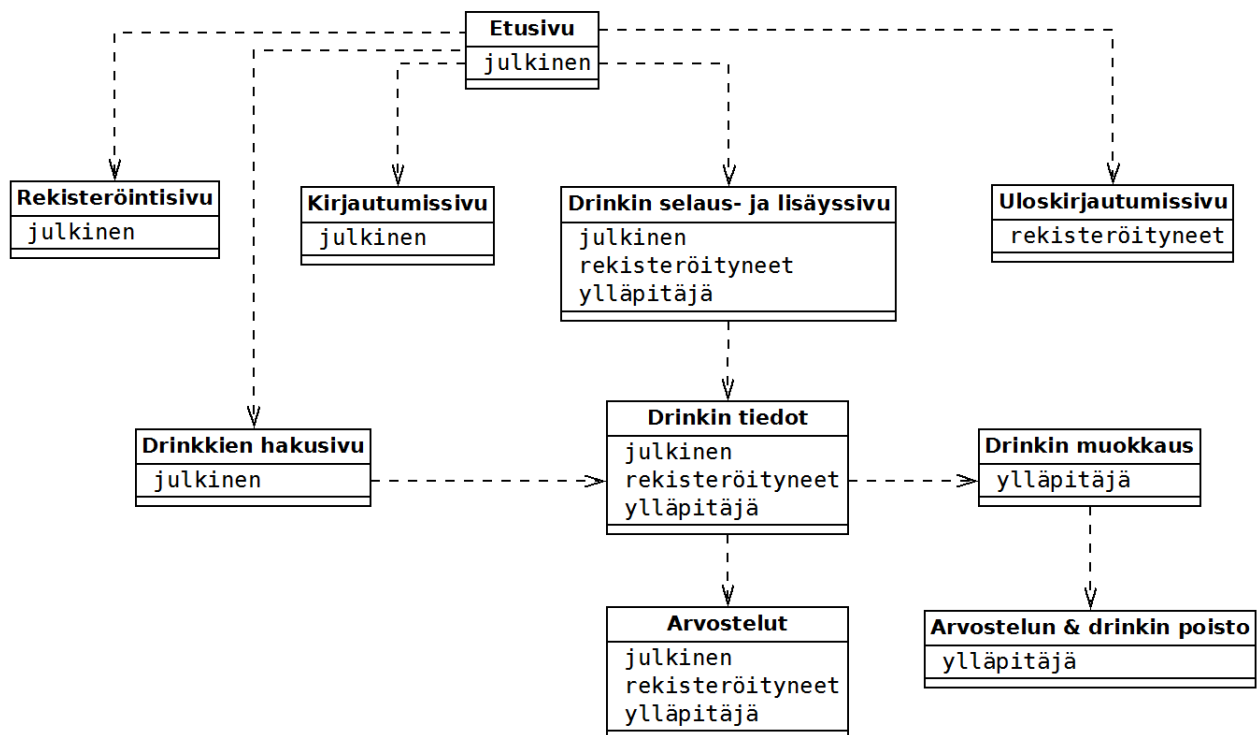 Etusivu
julkinen
Rekisteröintisivu
julkinen
Kirjautumissivu
julkinen
Drinkin selaus- ja lisäyssivu
julkinen
rekisteröityneet
ylläpitäjä
Uloskirjautumissivu
rekisteröityneet
Drinkkien hakusivu
julkinen
Drinkin tiedot
julkinen
rekisteröityneet
ylläpitäjä
Drinkin muokkaus
ylläpitäjä
Arvostelut
julkinen
rekisteröityneet
ylläpitäjä
Arvostelun & drinkin poisto
ylläpitäjä